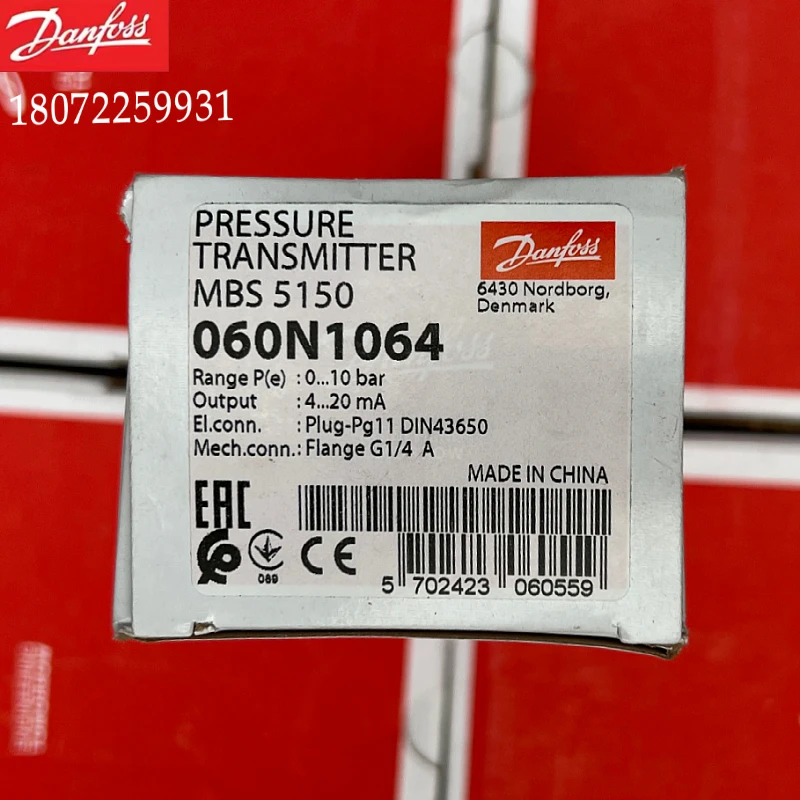 Danfoss
18072259931
PRESSURE
TRANSMITTER
MBS 5150
060N1064
Danfoss
6430 Nordborg,
Denmark
Range P(e) : 0...10 bar
Output : 4...20 mA
El.conn. : Plug-Pg11 DIN43650
Mech.conn.: Flange G1/4 A
MADE IN CHINA
EAC
089
CE
5 702423 060559